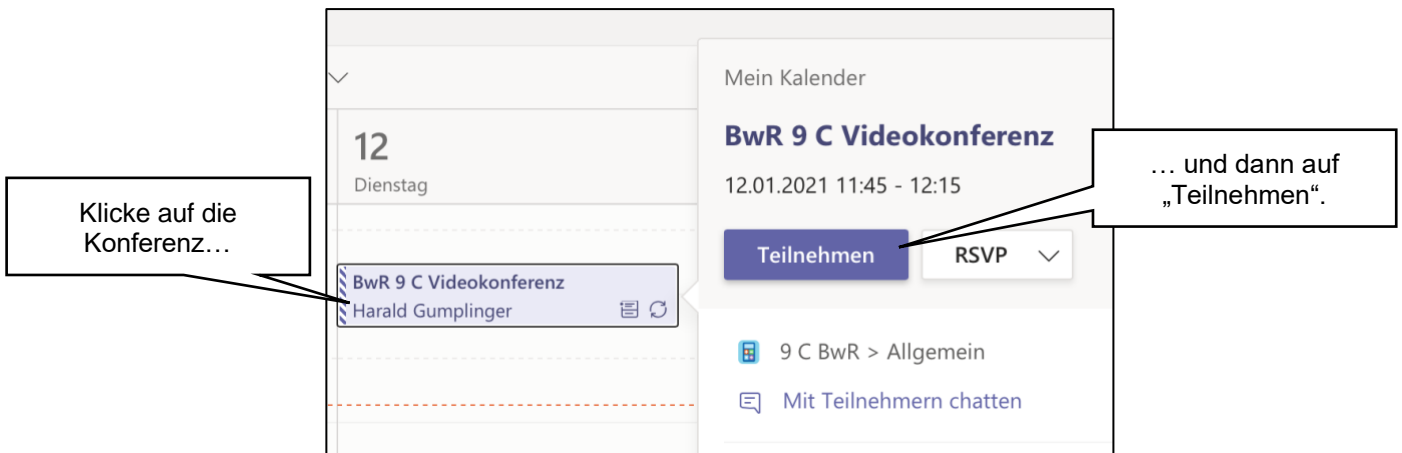 Klicke auf die
Konferenz…
12
Dienstag
BwR 9 C Videokonferenz
Harald Gumplinger
Mein Kalender
BwR 9 C Videokonferenz
12.01.2021 11:45 - 12:15
Teilnehmen
RSVP
9 C BwR > Allgemein
Mit Teilnehmern chatten
… und dann auf
„Teilnehmen“.